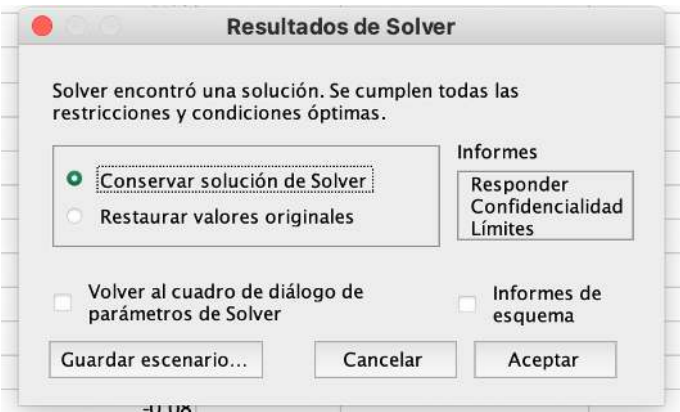 Resultados de Solver
Solver encontró una solución. Se cumplen todas las
restricciones y condiciones óptimas.
Conservar solución de Solver
Restaurar valores originales
Informes
Responder
Confidencialidad
Límites
Volver al cuadro de diálogo de
parámetros de Solver
Informes de
esquema
Guardar escenario...
Cancelar
Aceptar
-0.08